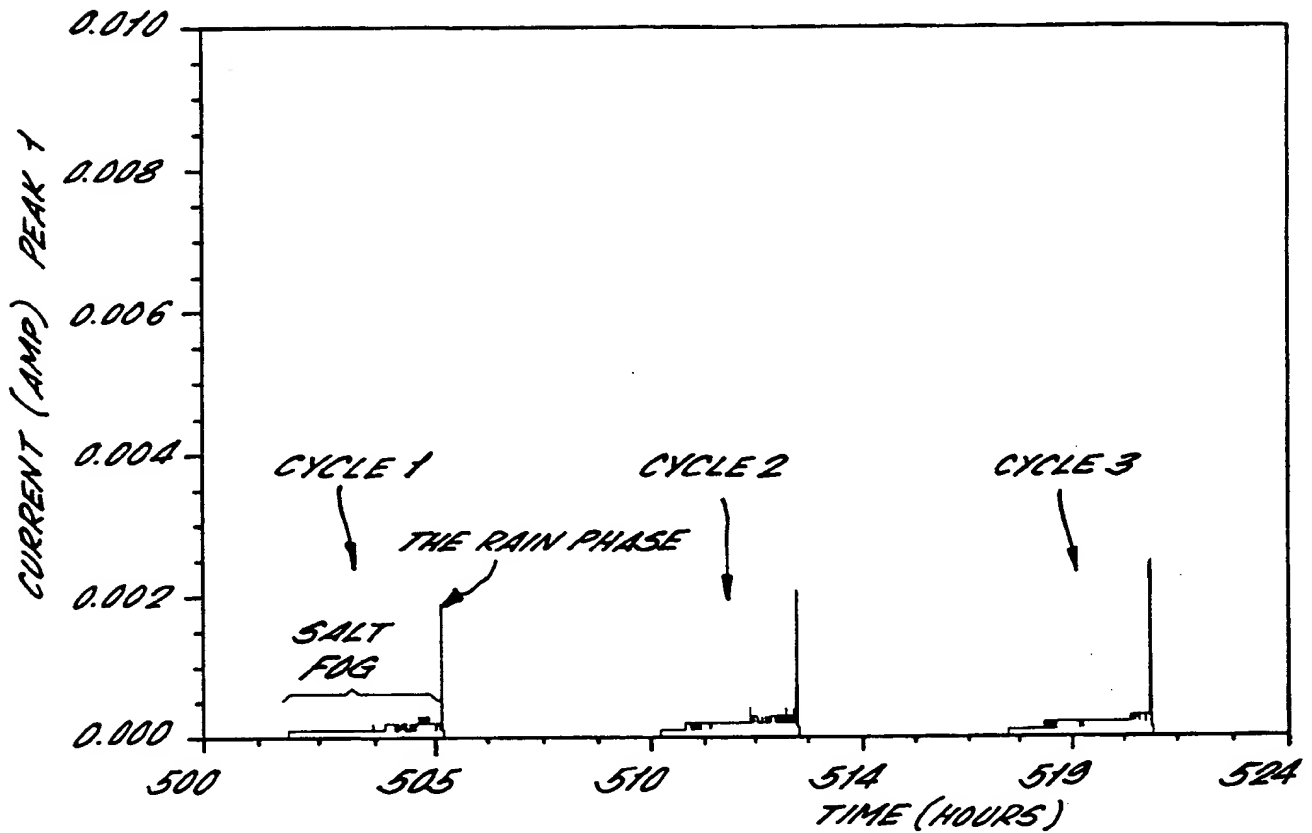 0.010
0.008
0.006
0.004
0.002
0.000
CURRENT (AMP) PEAK 1
CYCLE 1
CYCLE 2
CYCLE 3
THE RAIN PHASE
SALT
FOG
500
505
510
514
519
524
TIME (HOURS)